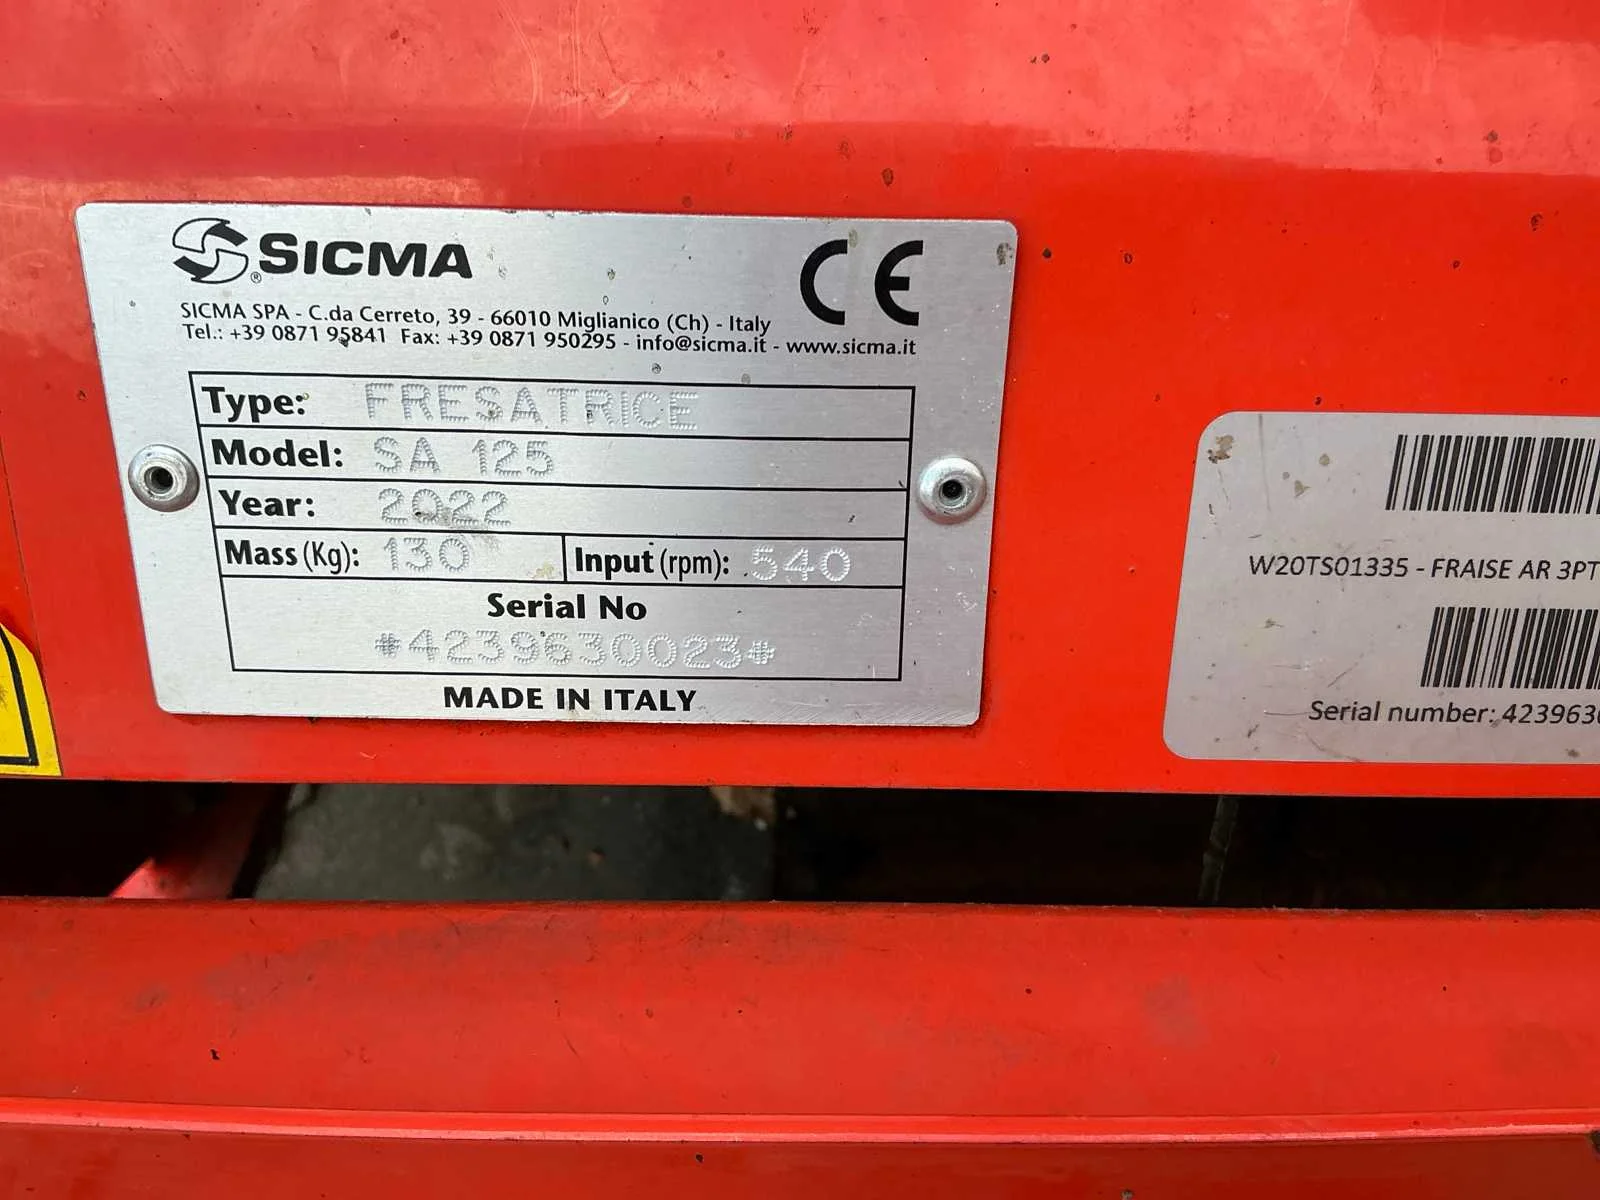 SICMA
®
CE
SICMA SPA - C.da Cerreto, 39 - 66010 Miglianico (Ch) - Italy
Tel.: +39 0871 95841 Fax: +39 0871 950295 - info@sicma.it - www.sicma.it
Type: FRESATRICE
Model: SA 125
Year: 2022
Mass (Kg): 130 Input (rpm): 540
Serial No
*4239630023*
MADE IN ITALY
W20TS01335 - FRAISE AR 3PT
Serial number: 423963